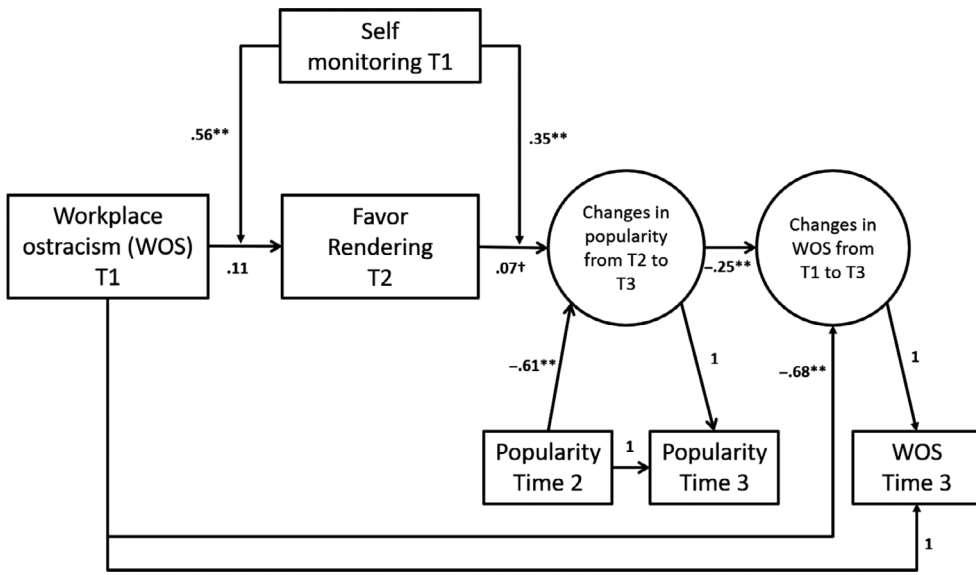 Self
monitoring T1
.56**
.35**
Workplace
ostracism (WOS)
T1
.11
Favor
Rendering
T2
.07†
Changes in
popularity
from T2 to
T3
–.25**
Changes in
WOS from
T1 to T3
–.61**
1
–.68**
1
Popularity
Time 2
1
Popularity
Time 3
WOS
Time 3
1